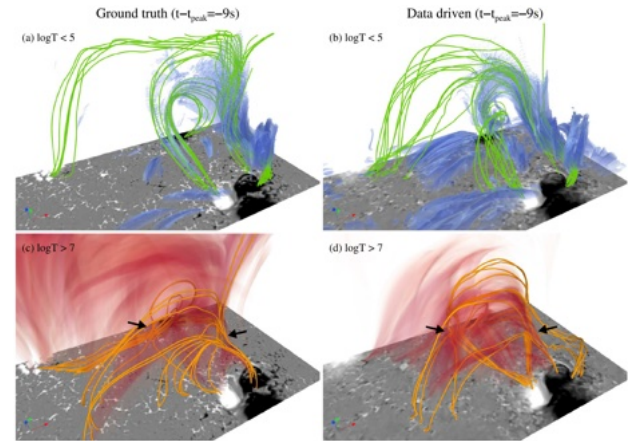 Ground truth (t−t_peak=−9s)
Data driven (t−t_peak=−9s)
(a) logT < 5
(b) logT < 5
(c) logT > 7
(d) logT > 7